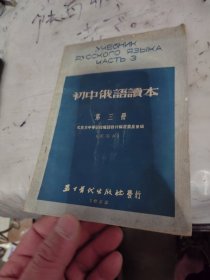 УЧЕБНИК
РУССКОГО ЯЗЫКА
ЧАСТЬ 3
初中俄語讀本
第三冊
五十年代出版社發行